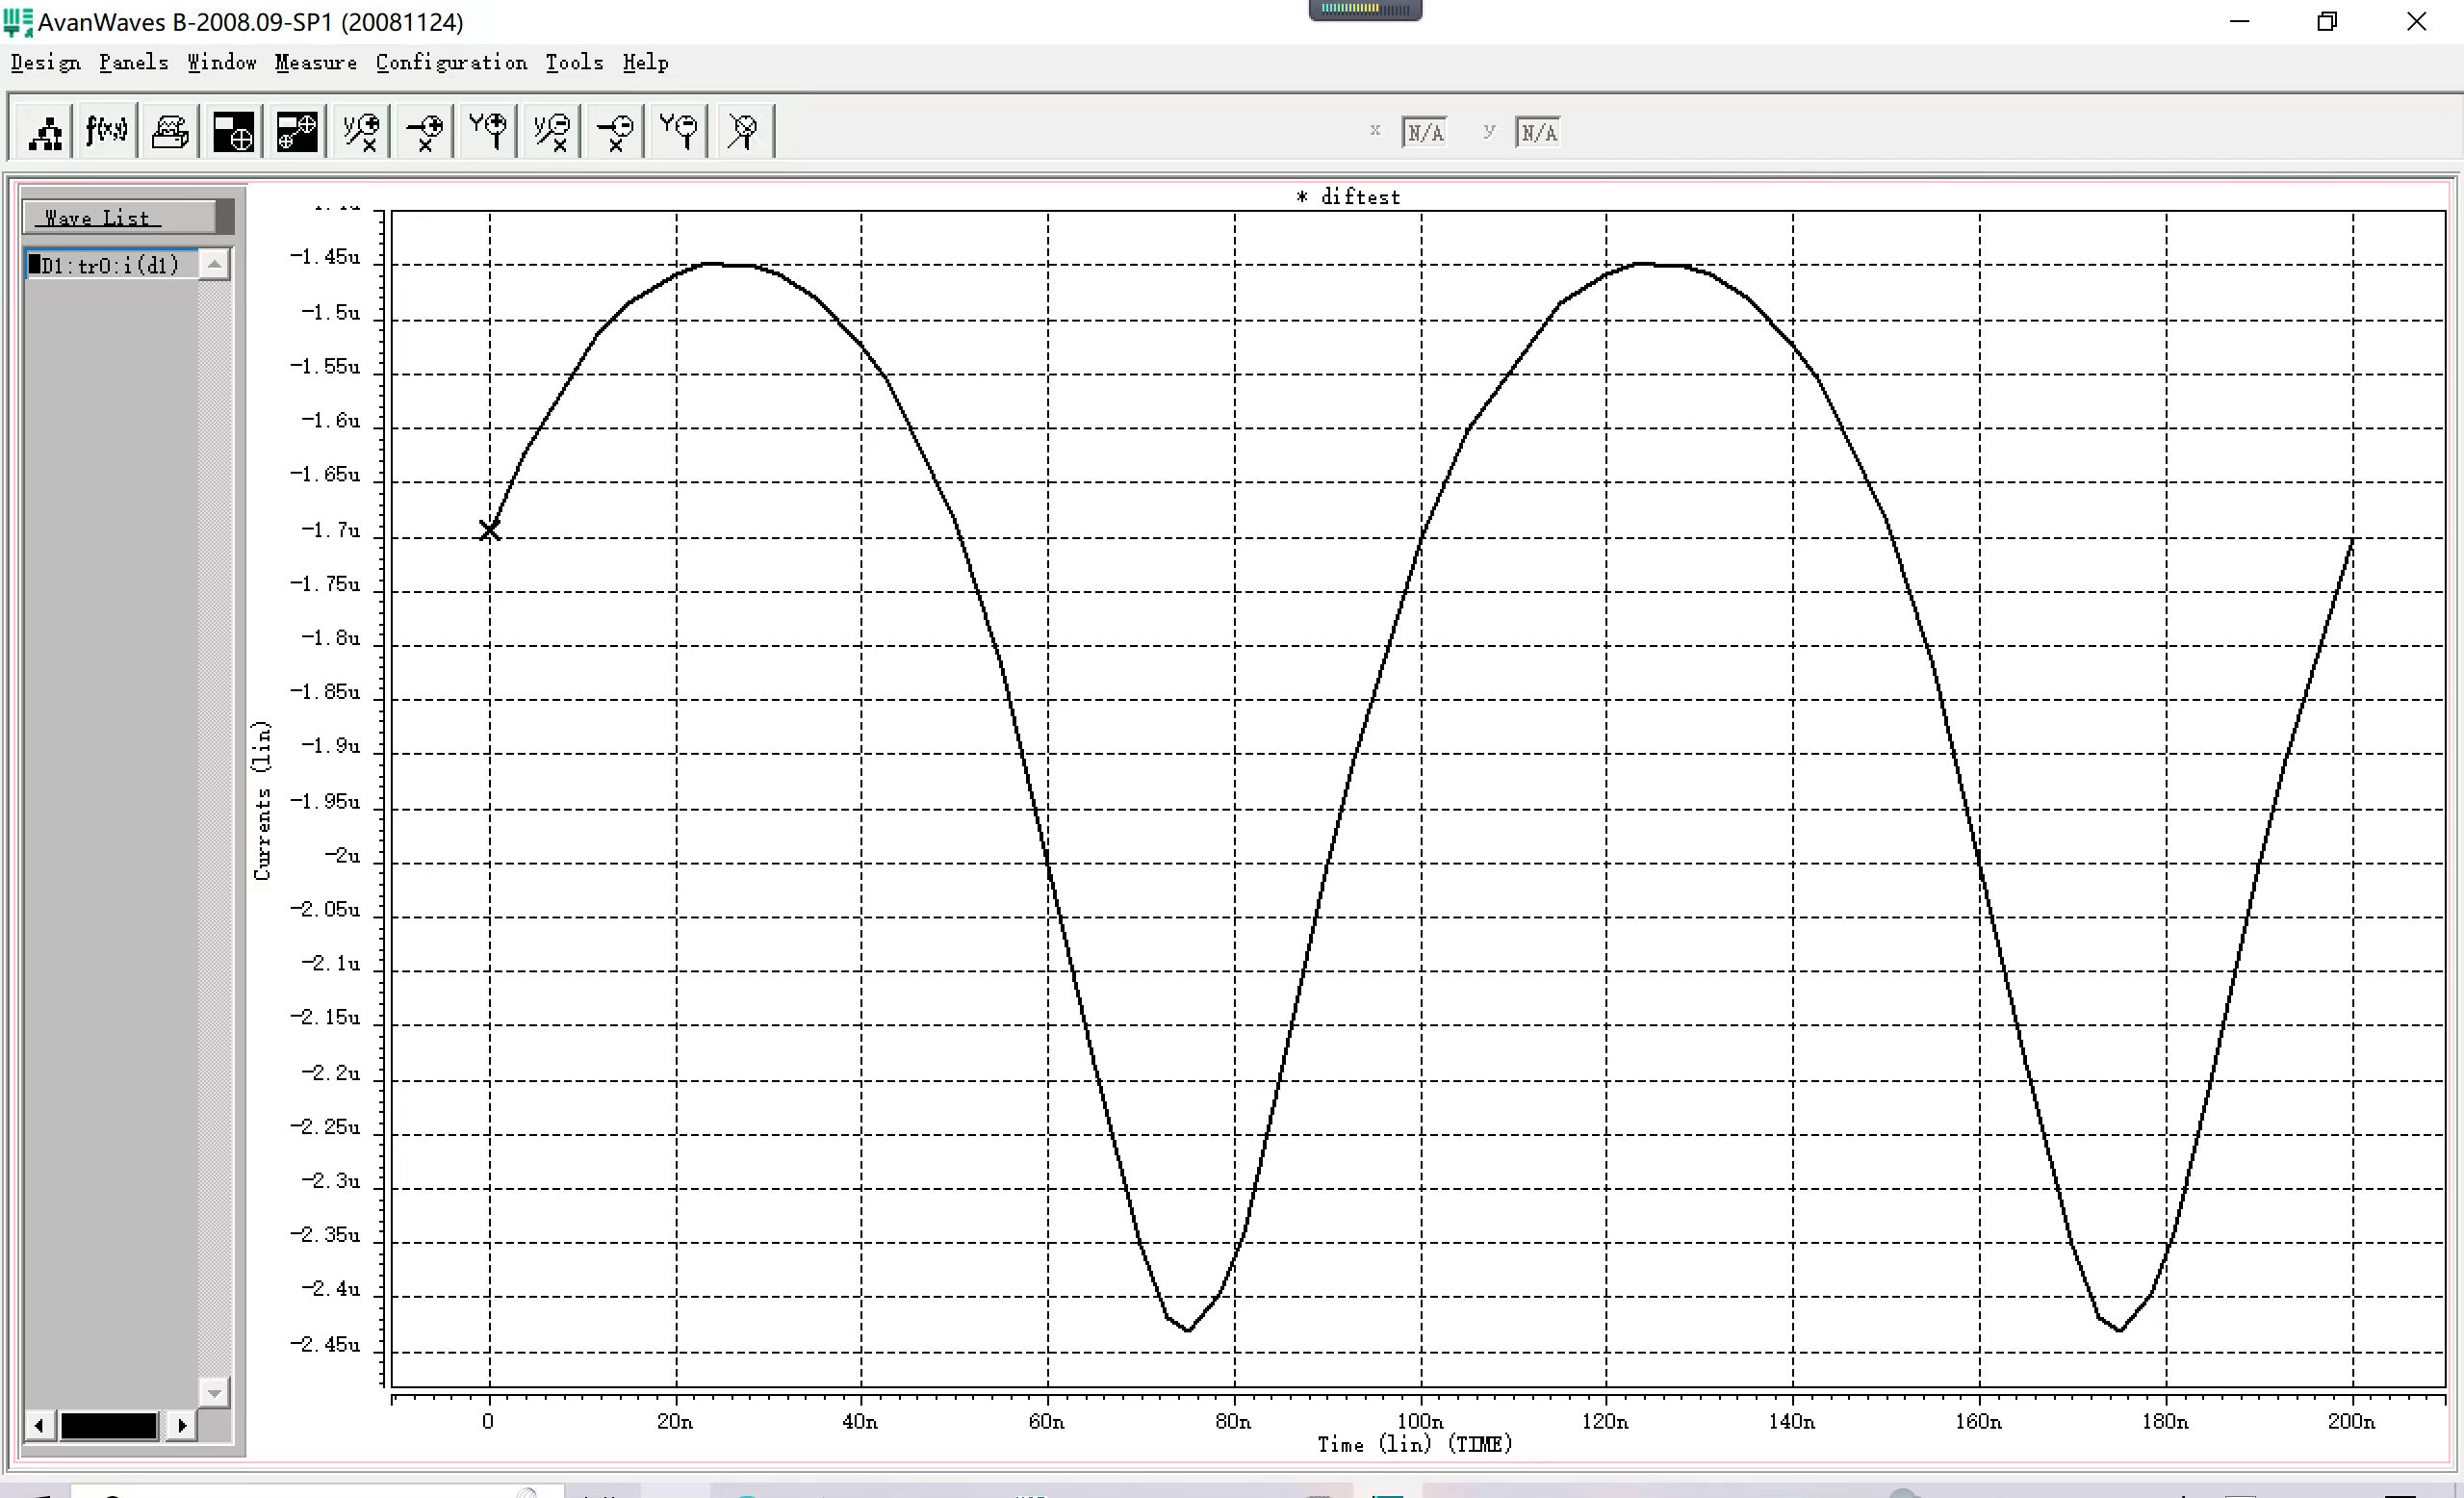 AvanWaves B-2008.09-SP1 (20081124)
Design Panels Window Measure Configuration Tools Help
f(x,y)
x N/A y N/A
* diftest
Wave List
D1:tr0:i(d1)
-1.45u
-1.5u
-1.55u
-1.6u
-1.65u
-1.7u
-1.75u
-1.8u
-1.85u
-1.9u
-1.95u
-2u
-2.05u
-2.1u
-2.15u
-2.2u
-2.25u
-2.3u
-2.35u
-2.4u
-2.45u
Currents (lin)
0 20n 40n 60n 80n 100n 120n 140n 160n 180n 200n
Time (lin) (TIME)